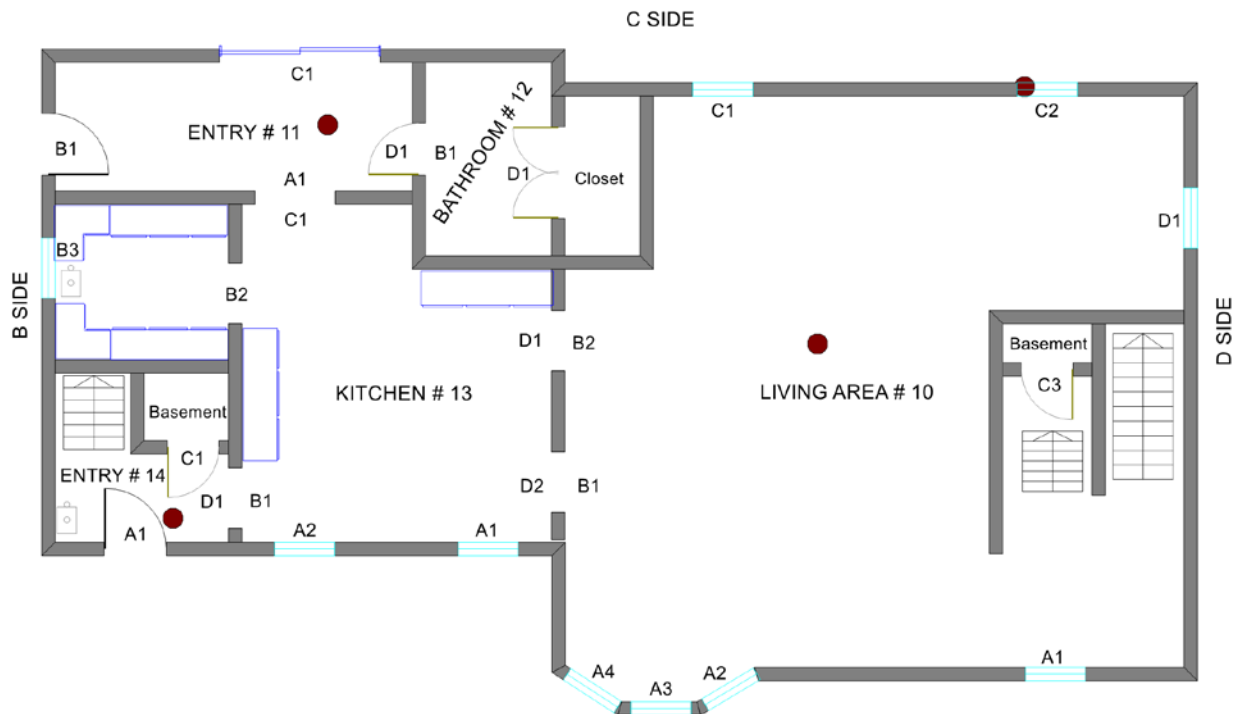 C SIDE
C1
C1
C2
ENTRY # 11
BATHROOM # 12
B1
D1
B1
D1
Closet
A1
C1
D1
B3
B SIDE
B2
D1
B2
D SIDE
Basement
KITCHEN # 13
LIVING AREA # 10
C3
Basement
C1
ENTRY # 14
D1
B1
D2
B1
A1
A2
A1
A4
A3
A2
A1